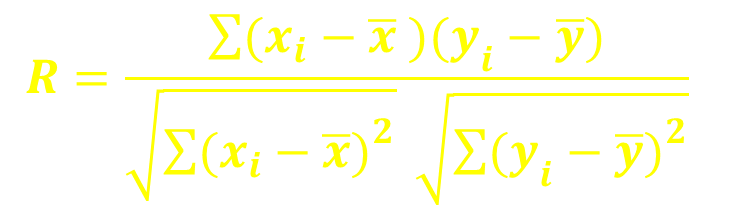 R = ∑(xᵢ − x̅ )(yᵢ − y̅) / √∑(xᵢ − x̅)² √∑(yᵢ − y̅)²